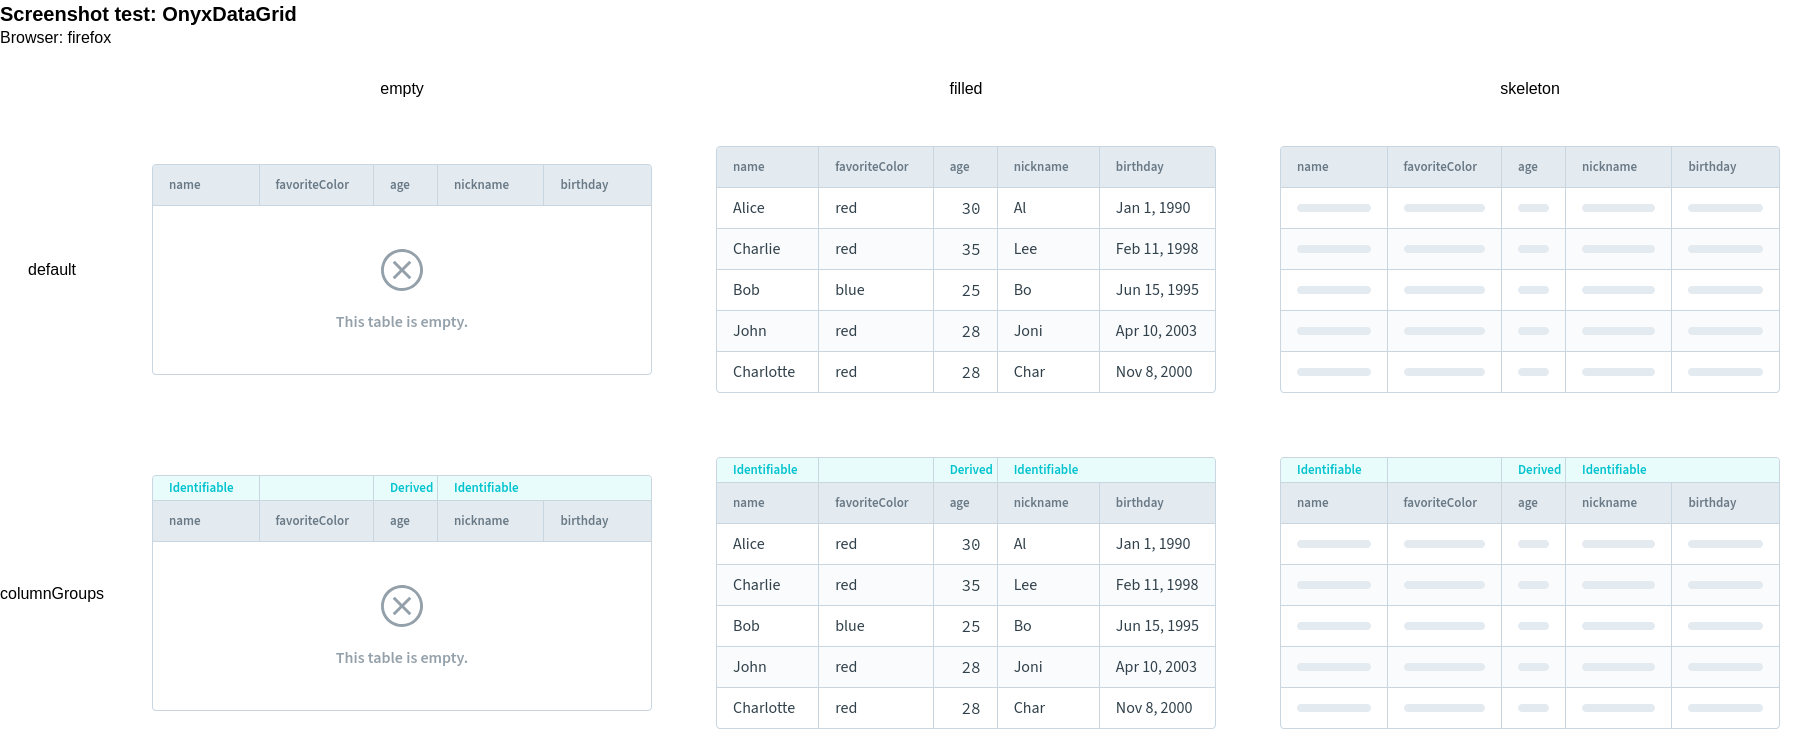 Screenshot test: OnyxDataGrid
Browser: firefox
empty filled skeleton
default
name favoriteColor age nickname birthday
This table is empty.
name favoriteColor age nickname birthday
Alice red 30 Al Jan 1, 1990
Charlie red 35 Lee Feb 11, 1998
Bob blue 25 Bo Jun 15, 1995
John red 28 Joni Apr 10, 2003
Charlotte red 28 Char Nov 8, 2000
name favoriteColor age nickname birthday
columnGroups
Identifiable Derived Identifiable
name favoriteColor age nickname birthday
This table is empty.
Identifiable Derived Identifiable
name favoriteColor age nickname birthday
Alice red 30 Al Jan 1, 1990
Charlie red 35 Lee Feb 11, 1998
Bob blue 25 Bo Jun 15, 1995
John red 28 Joni Apr 10, 2003
Charlotte red 28 Char Nov 8, 2000
Identifiable Derived Identifiable
name favoriteColor age nickname birthday